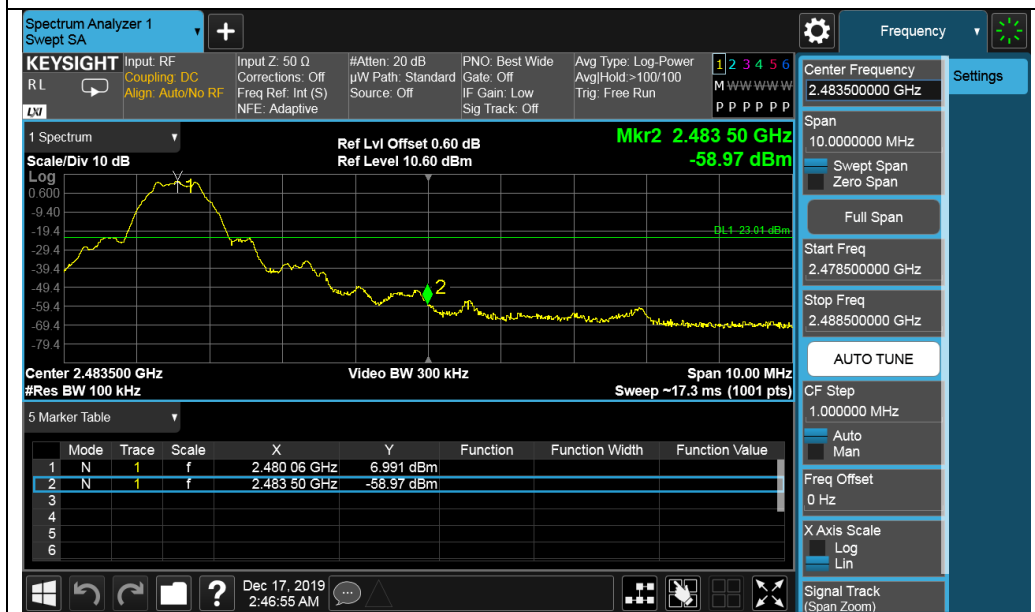 Spectrum Analyzer 1
Swept SA
+
Frequency
KEYSIGHT
RL
LXI
Input: RF
Coupling: DC
Align: Auto/No RF
Input Z: 50 Ω
Corrections: Off
Freq Ref: Int (S)
NFE: Adaptive
#Atten: 20 dB
µW Path: Standard
Source: Off
PNO: Best Wide
Gate: Off
IF Gain: Low
Sig Track: Off
Avg Type: Log-Power
Avg|Hold:>100/100
Trig: Free Run
1 2 3 4 5 6
M W W W W W
P P P P P P
1 Spectrum
Scale/Div 10 dB
Ref Lvl Offset 0.60 dB
Ref Level 10.60 dBm
Mkr2 2.483 50 GHz
-58.97 dBm
Log
0.600
-9.40
-19.4
-29.4
-39.4
-49.4
-59.4
-69.4
-79.4
1
2
DL1 -23.01 dBm
Center 2.483500 GHz
#Res BW 100 kHz
Video BW 300 kHz
Span 10.00 MHz
Sweep ~17.3 ms (1001 pts)
5 Marker Table
Mode Trace Scale X Y Function Function Width Function Value
1 N 1 f 2.480 06 GHz 6.991 dBm
2 N 1 f 2.483 50 GHz -58.97 dBm
3
4
5
6
Center Frequency
2.483500000 GHz
Settings
Span
10.0000000 MHz
Swept Span
Zero Span
Full Span
Start Freq
2.478500000 GHz
Stop Freq
2.488500000 GHz
AUTO TUNE
CF Step
1.000000 MHz
Auto
Man
Freq Offset
0 Hz
X Axis Scale
Log
Lin
Signal Track
(Span Zoom)
?
Dec 17, 2019
2:46:55 AM